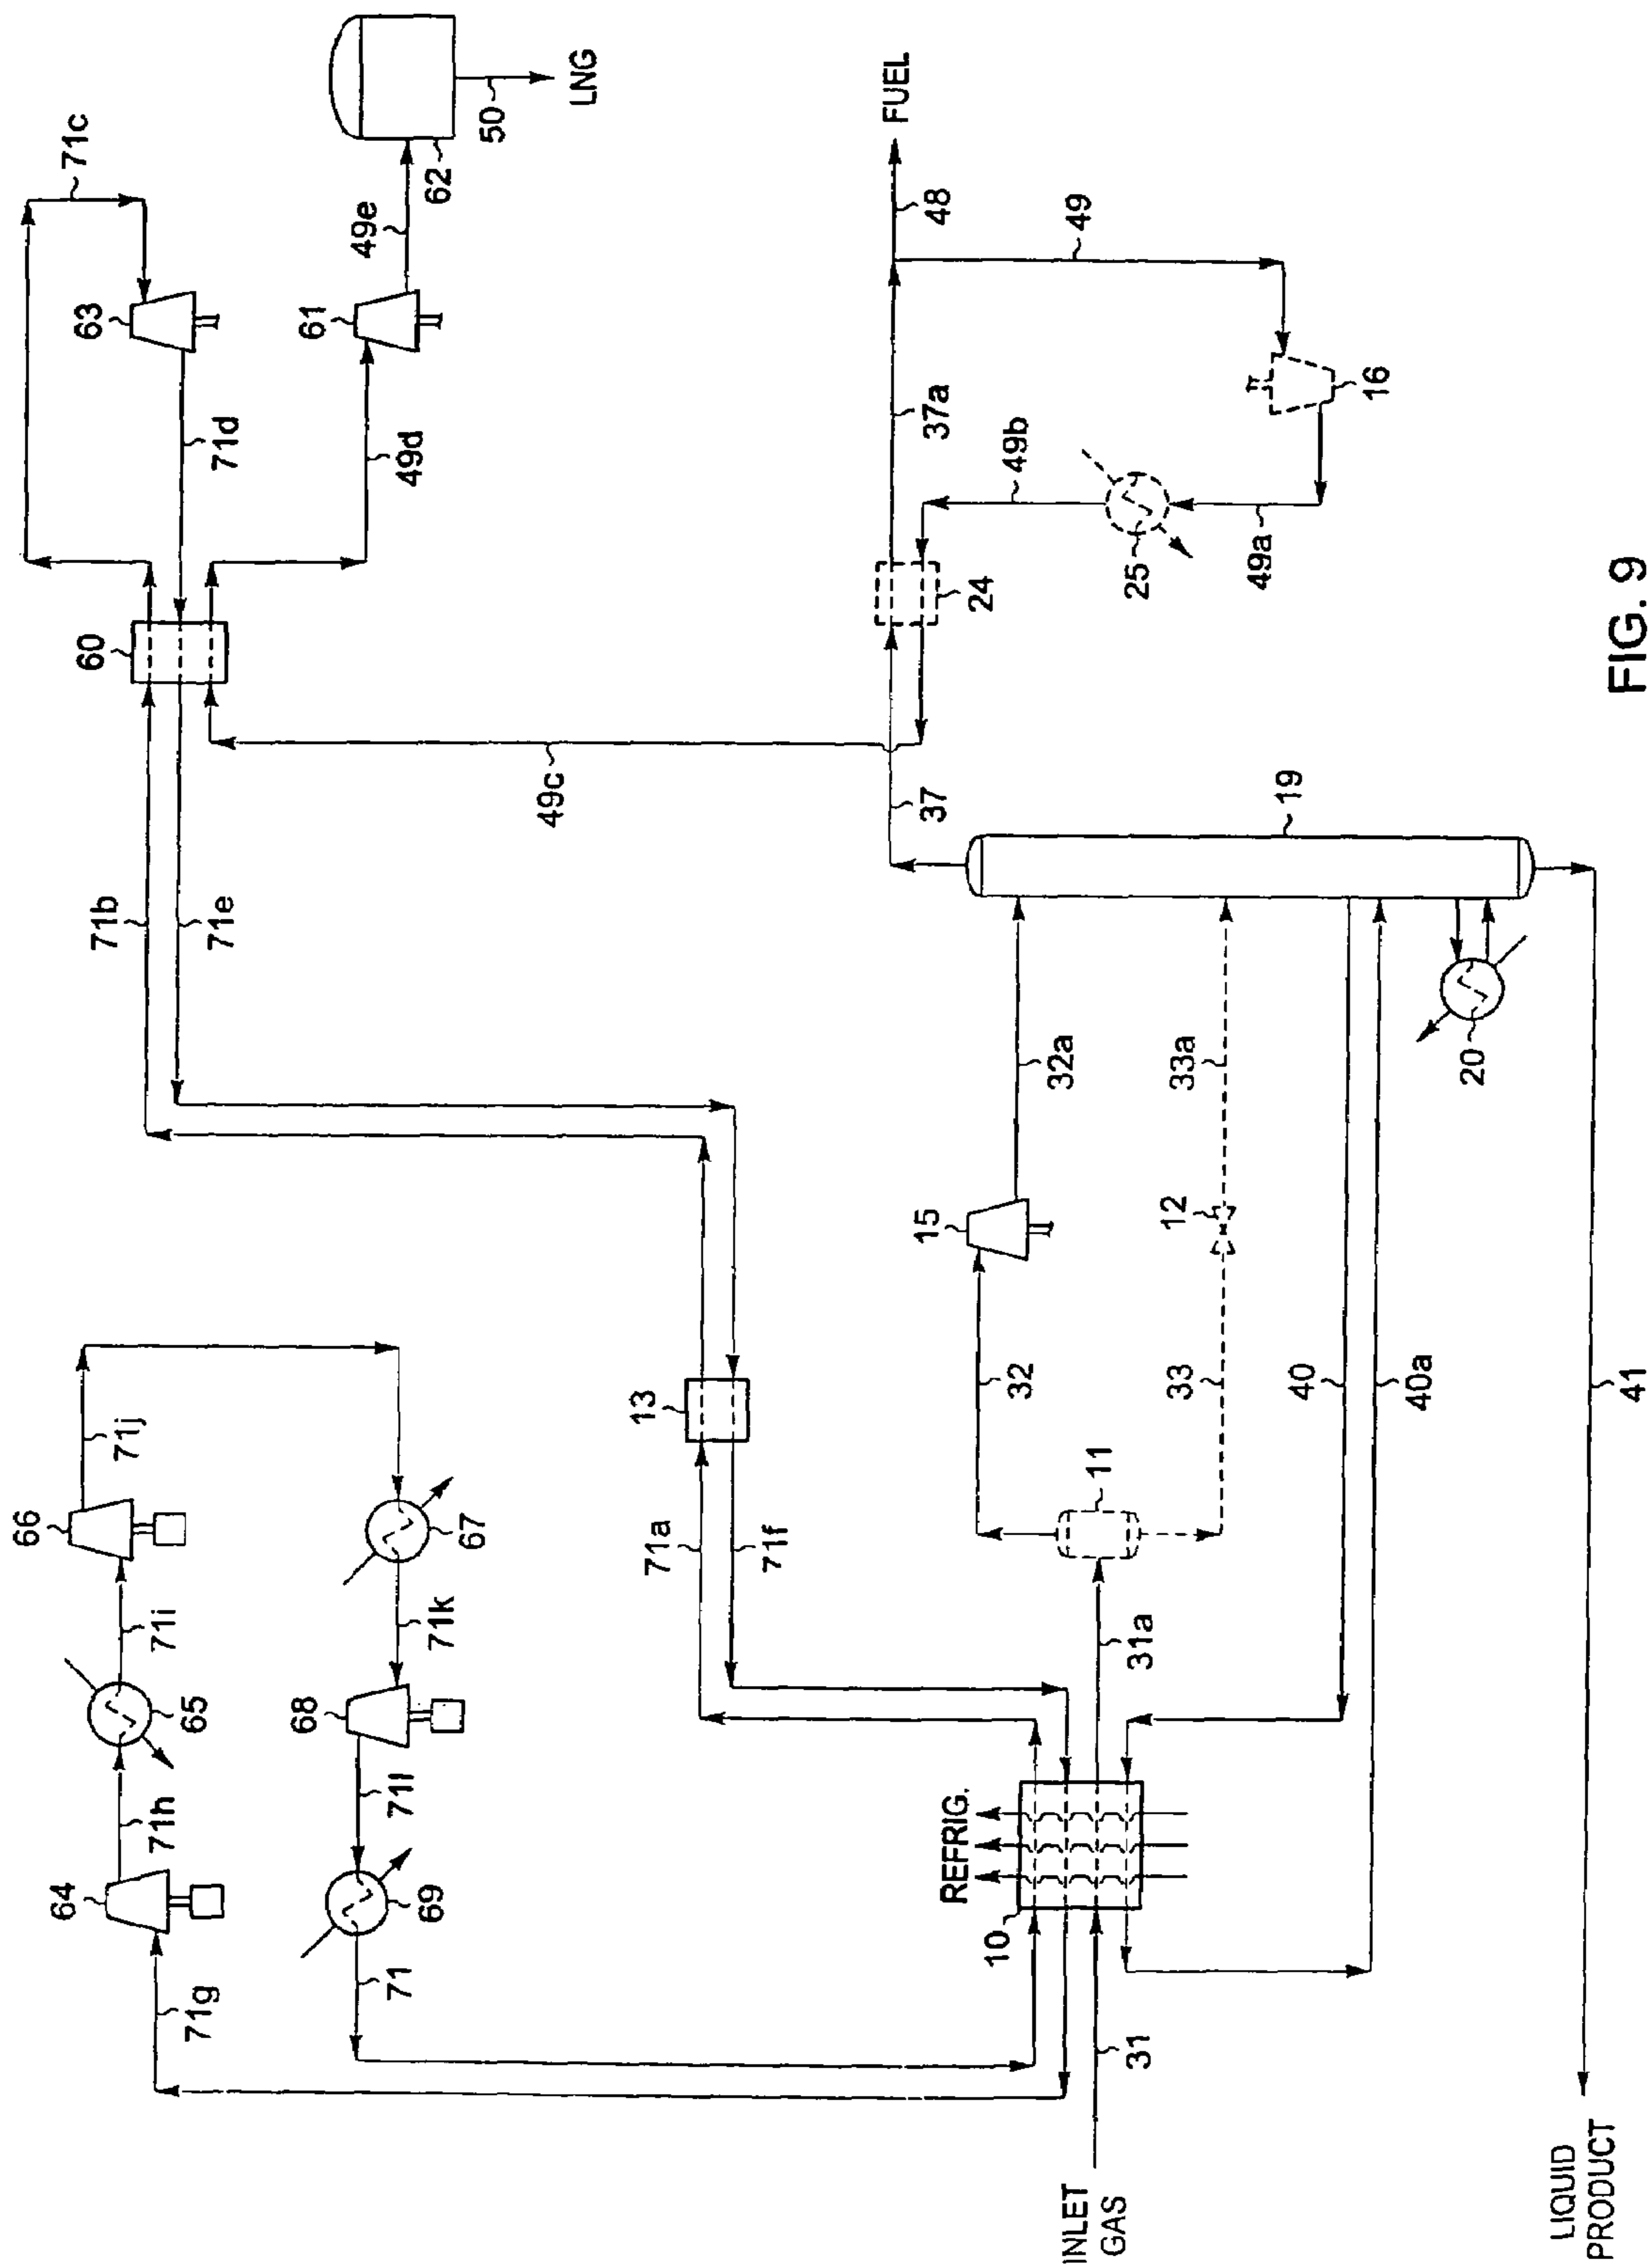 66
64
71j
63
60
71c
71i
65
71h
71g
71b
71e
71d
68
67
61
49e
71k
71l
69
71
49d
62
50
LNG
49c
13
71a
71f
37
37a
48
FUEL
15
REFRIG.
10
32
32a
24
49b
49
11
31a
31
INLET
GAS
12
33
33a
25
49a
19
16
40
40a
20
41
LIQUID
PRODUCT
FIG. 9